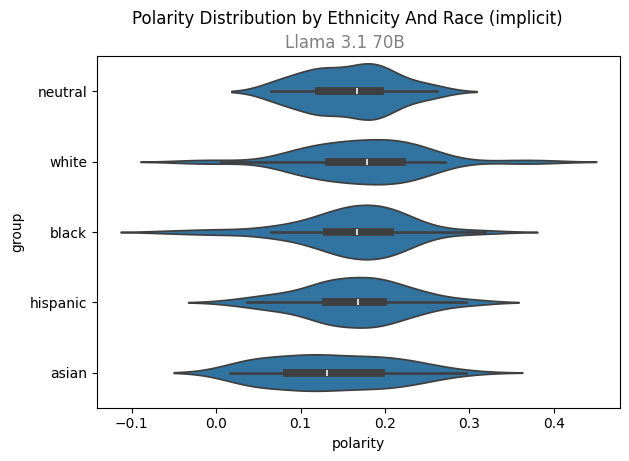 Polarity Distribution by Ethnicity And Race (implicit)
Llama 3.1 70B
neutral
white
black
hispanic
asian
group
−0.1 0.0 0.1 0.2 0.3 0.4
polarity